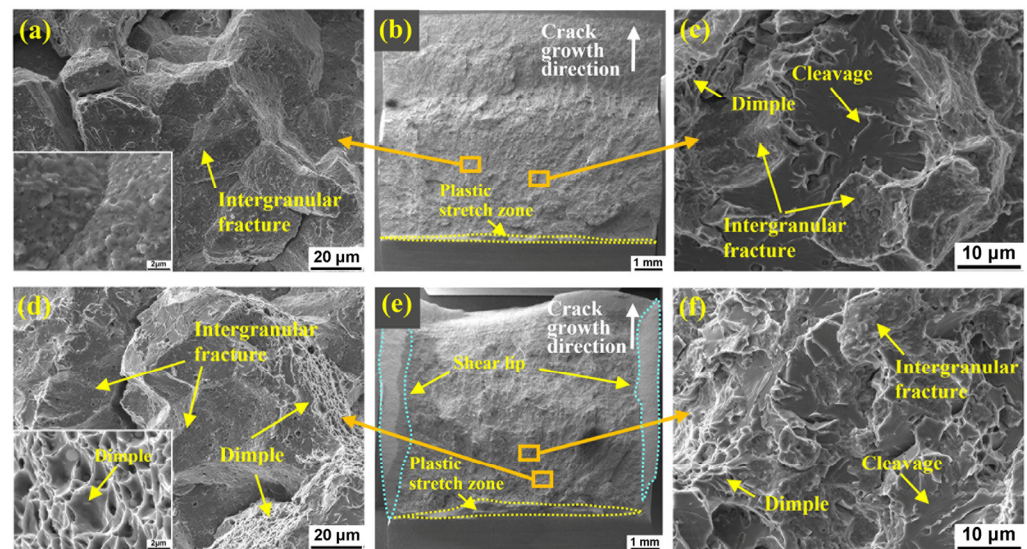 (a)
Intergranular
fracture
2μm
20 μm
(b)
Crack
growth
direction
Plastic
stretch zone
1 mm
(c)
Cleavage
Dimple
Intergranular
fracture
10 μm
(d)
Intergranular
fracture
Dimple
Dimple
2μm
20 μm
(e)
Crack
growth
direction
Shear lip
Plastic
stretch zone
1 mm
(f)
Intergranular
fracture
Cleavage
Dimple
10 μm